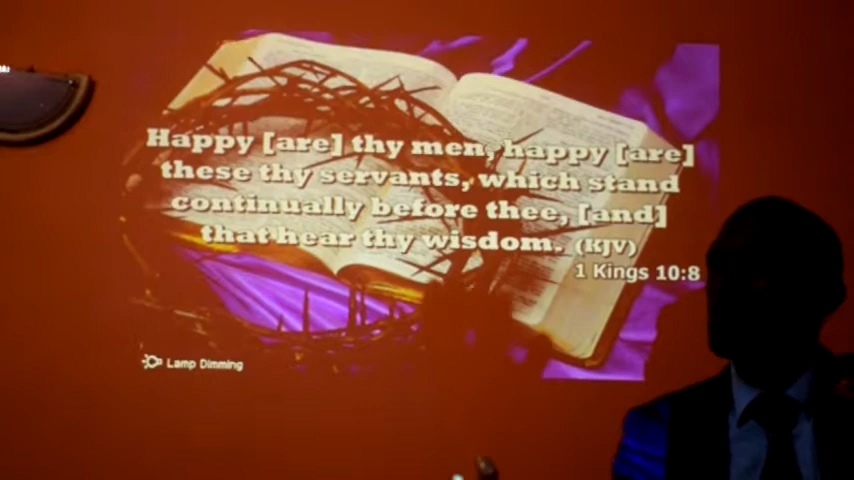 Happy [are] thy men, happy [are]
these thy servants, which stand
continually before thee, [and]
that hear thy wisdom. (KJV)
1 Kings 10:8
Lamp Dimming